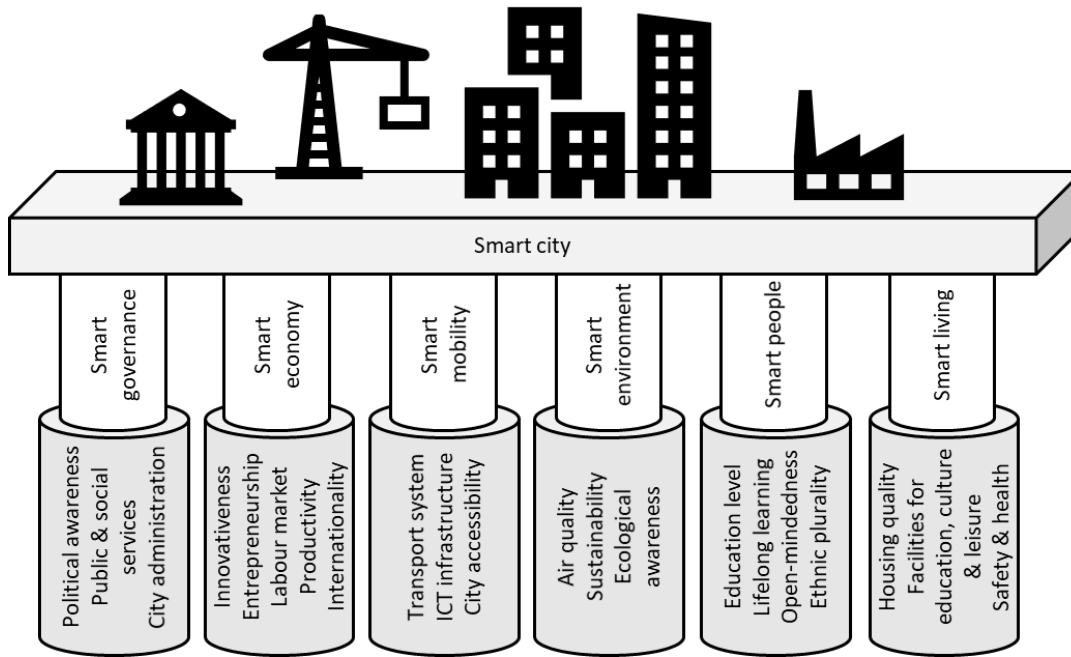 Smart city
Smart
governance
Smart
economy
Smart
mobility
Smart
environment
Smart people
Smart living
Political awareness
Public & social
services
City administration
Innovativeness
Entrepreneurship
Labour market
Productivity
Internationality
Transport system
ICT infrastructure
City accessibility
Air quality
Sustainability
Ecological
awareness
Education level
Lifelong learning
Open-mindedness
Ethnic plurality
Housing quality
Facilities for
education, culture
& leisure
Safety & health